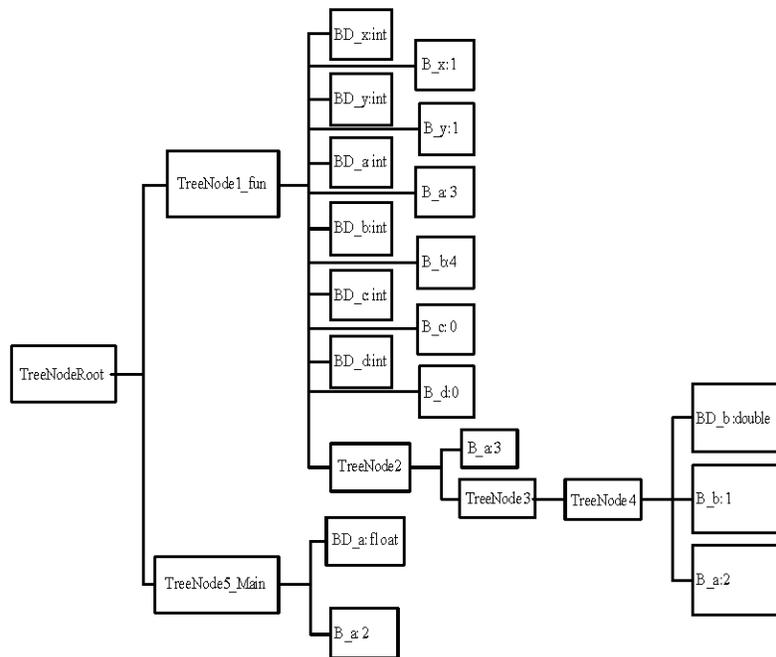 BD_x:int
B_x:1
BD_y:int
B_y:1
TreeNode1_fun
BD_a:int
B_a:3
BD_b:int
B_b:4
BD_c:int
B_c:0
TreeNodeRoot
BD_d:int
B_d:0
BD_b:double
B_a:3
TreeNode2
TreeNode3
TreeNode4
B_b:1
BD_a:float
TreeNode5_Main
B_a:2
B_a:2